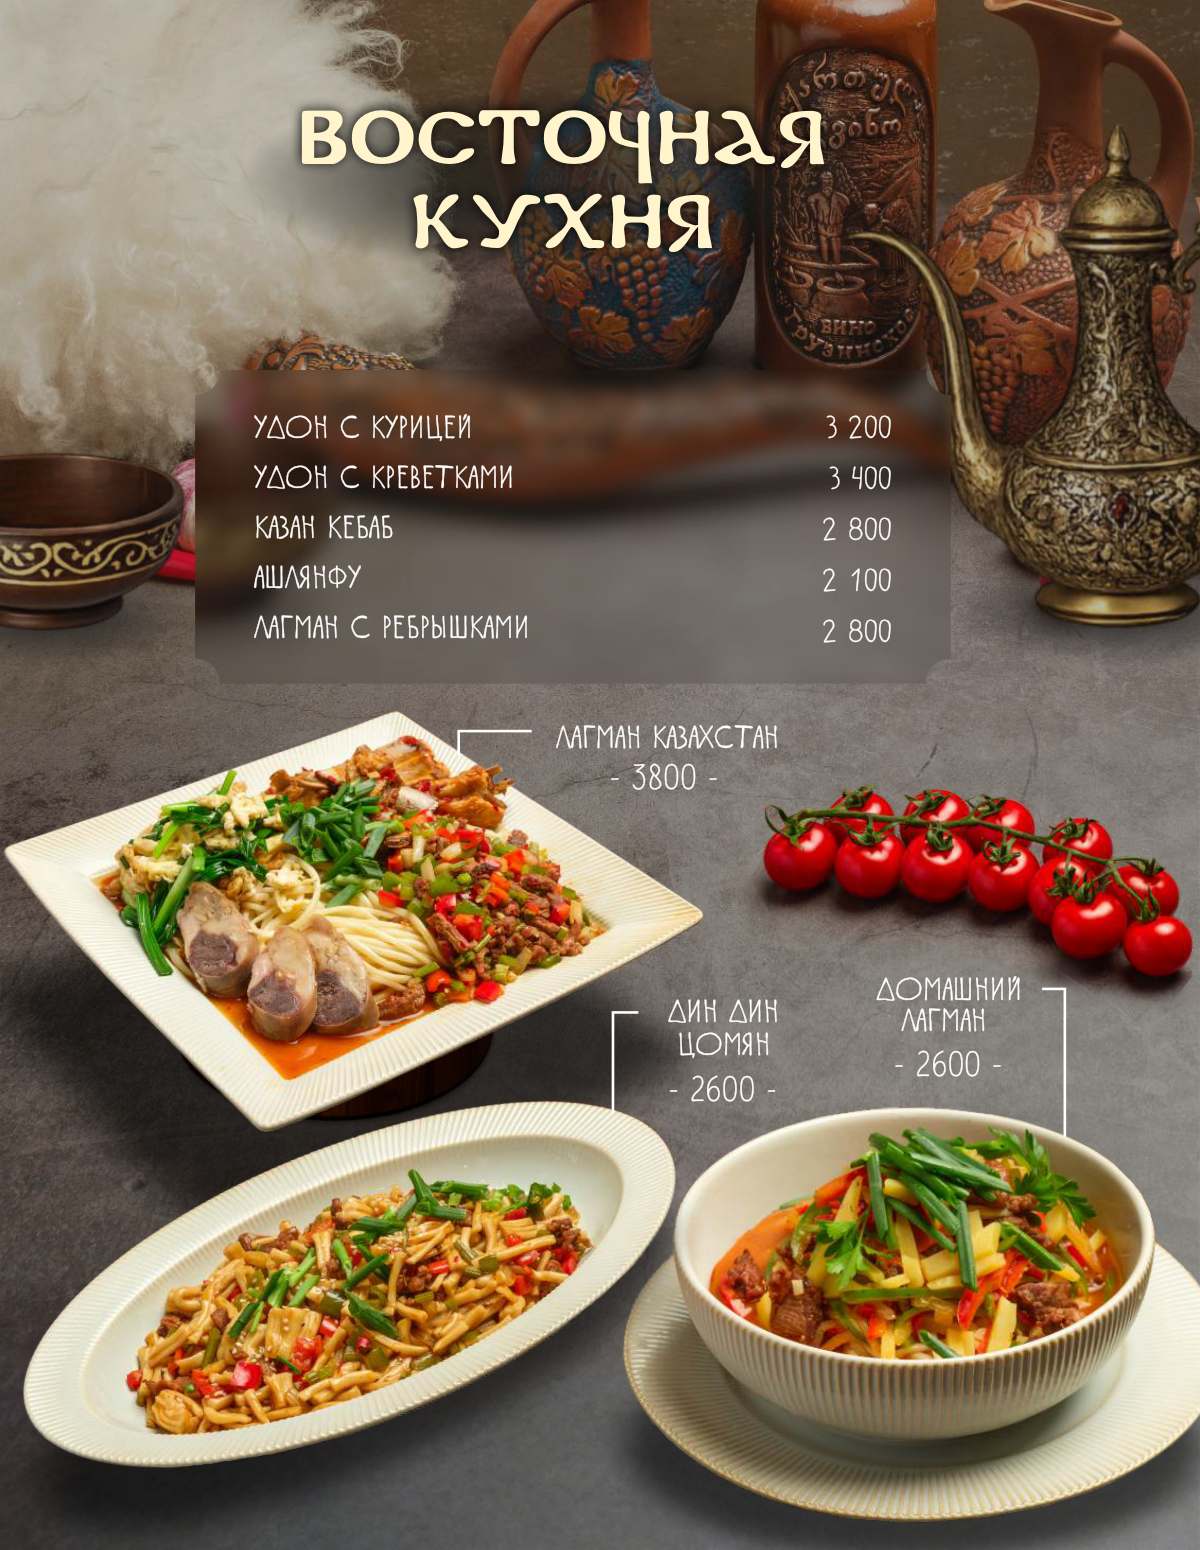 ВОСТОЧНАЯ
КУХНЯ
ВИНО
ГРУЗИНСКОЕ
УДОН С КУРИЦЕЙ 3 200
УДОН С КРЕВЕТКАМИ 3 400
КАЗАН КЕБАБ 2 800
АШЛЯНФУ 2 100
ЛАГМАН С РЕБРЫШКАМИ 2 800
ЛАГМАН КАЗАХСТАН
- 3800 -
ДИН ДИН
ЦОМЯН
- 2600 -
ДОМАШНИЙ
ЛАГМАН
- 2600 -